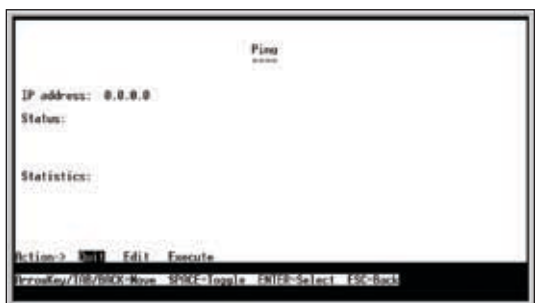 Ping
====
IP address: 0.0.0.0
Status:
Statistics:
Action-> Quit Edit Execute
ArrowKey/TAB/BACK-Move SPACE-Toggle ENTER-Select ESC-Back